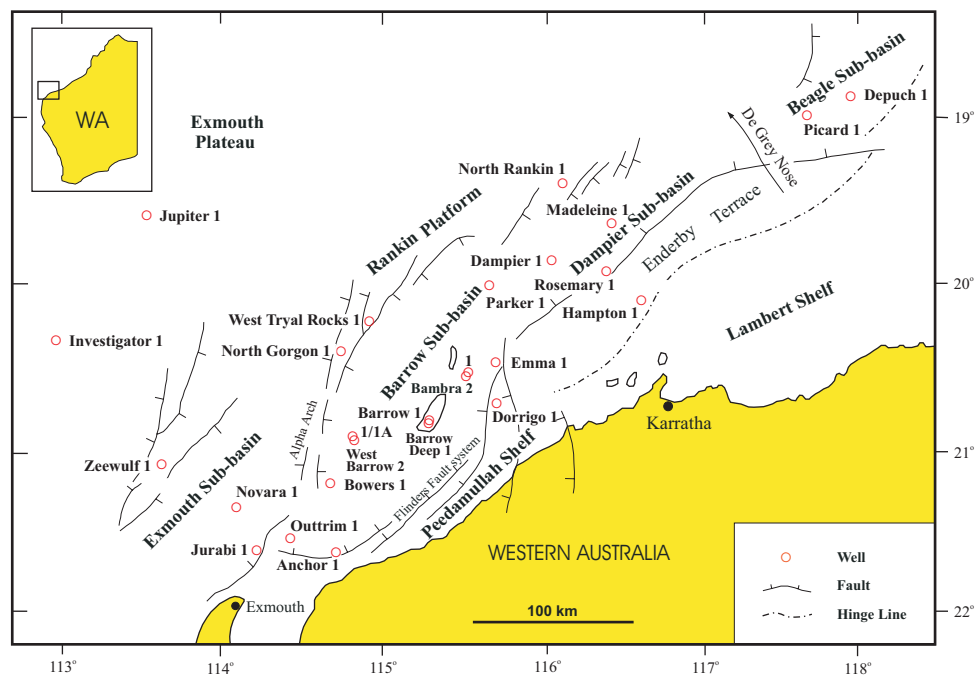 WA
Exmouth
Plateau
Beagle Sub-basin
Depuch 1
Picard 1
De Grey Nose
19°
19°
North Rankin 1
Madeleine 1
Jupiter 1
Rankin Platform
Dampier Sub-basin
Enderby Terrace
Dampier 1
Rosemary 1
Parker 1
Hampton 1
20°
20°
West Tryal Rocks 1
Lambert Shelf
Investigator 1
North Gorgon 1
Barrow Sub-basin
1
Emma 1
Bambra 2
Dorrigo 1
Karratha
Barrow 1
1/1A
Barrow
Deep 1
West
Barrow 2
Bowers 1
Alpha Arch
Flinders Fault system
Peedamullah Shelf
21°
21°
Zeewulf 1
Exmouth Sub-basin
Novara 1
Outtrim 1
Jurabi 1
Anchor 1
WESTERN AUSTRALIA
Exmouth
100 km
Well
Fault
Hinge Line
22°
22°
113°
114°
115°
116°
117°
118°